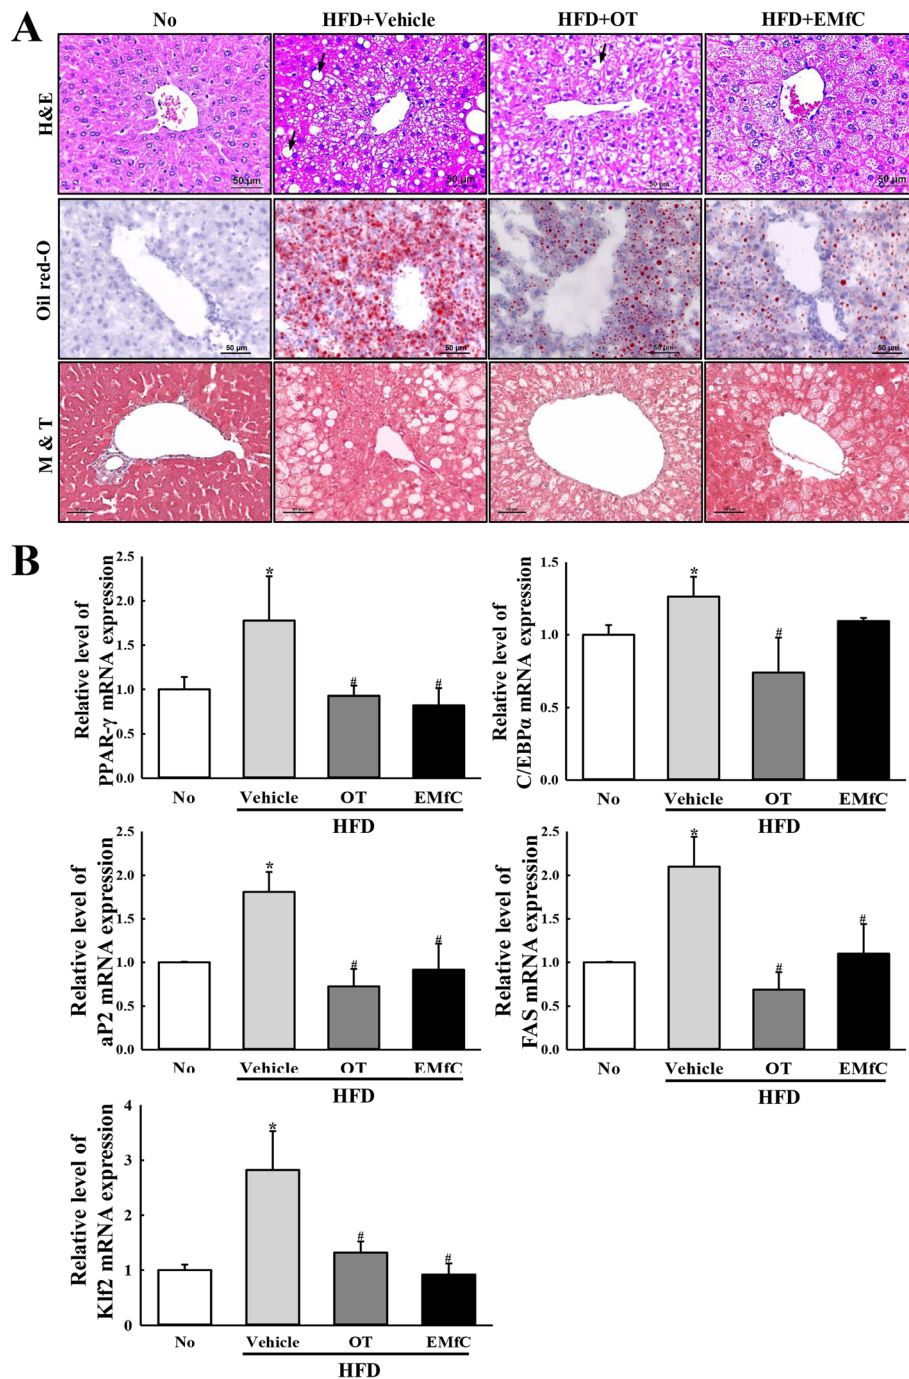 A
No
HFD+Vehicle
HFD+OT
HFD+EMfC
H&E
50 μm
50 μm
50 μm
50 μm
Oil red-O
50 μm
50 μm
50 μm
50 μm
M & T
B
Relative level of
PPAR-γ mRNA expression
2.5
2.0
1.5
1.0
0.5
0.0
*
#
#
No
Vehicle
OT
EMfC
HFD
Relative level of
C/EBPα mRNA expression
1.5
1.0
0.5
0.0
*
#
No
Vehicle
OT
EMfC
HFD
Relative level of
aP2 mRNA expression
2.5
2.0
1.5
1.0
0.5
0.0
*
#
#
No
Vehicle
OT
EMfC
HFD
Relative level of
FAS mRNA expression
2.5
2.0
1.5
1.0
0.5
0.0
*
#
#
No
Vehicle
OT
EMfC
HFD
Relative level of
Klf2 mRNA expression
4
3
2
1
0
*
#
#
No
Vehicle
OT
EMfC
HFD